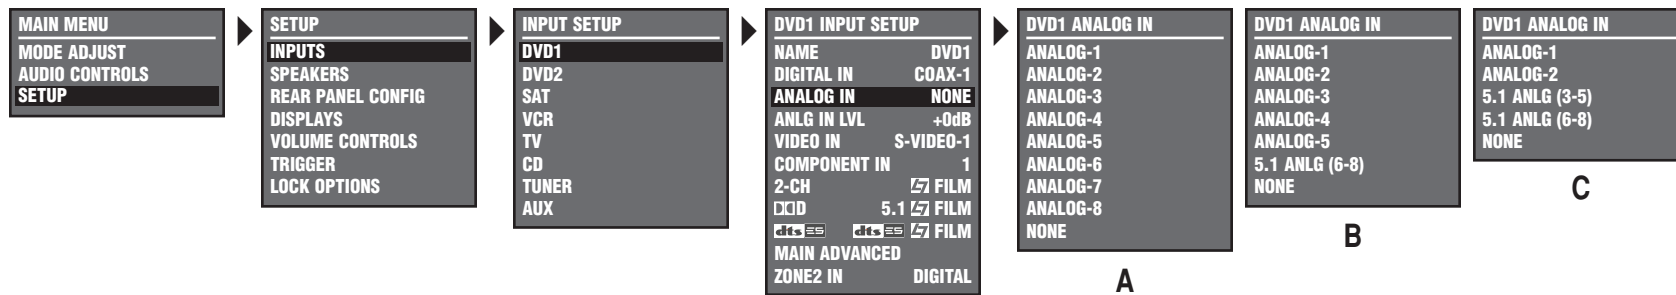 MAIN MENU
MODE ADJUST
AUDIO CONTROLS
SETUP
SETUP
INPUTS
SPEAKERS
REAR PANEL CONFIG
DISPLAYS
VOLUME CONTROLS
TRIGGER
LOCK OPTIONS
INPUT SETUP
DVD1
DVD2
SAT
VCR
TV
CD
TUNER
AUX
DVD1 INPUT SETUP
NAME DVD1
DIGITAL IN COAX-1
ANALOG IN NONE
ANLG IN LVL +0dB
VIDEO IN S-VIDEO-1
COMPONENT IN 1
2-CH L7 FILM
D 5.1 L7 FILM
dts ES dts ES L7 FILM
MAIN ADVANCED
ZONE2 IN DIGITAL
DVD1 ANALOG IN
ANALOG-1
ANALOG-2
ANALOG-3
ANALOG-4
ANALOG-5
ANALOG-6
ANALOG-7
ANALOG-8
NONE
A
DVD1 ANALOG IN
ANALOG-1
ANALOG-2
ANALOG-3
ANALOG-4
ANALOG-5
5.1 ANLG (6-8)
NONE
B
DVD1 ANALOG IN
ANALOG-1
ANALOG-2
5.1 ANLG (3-5)
5.1 ANLG (6-8)
NONE
C